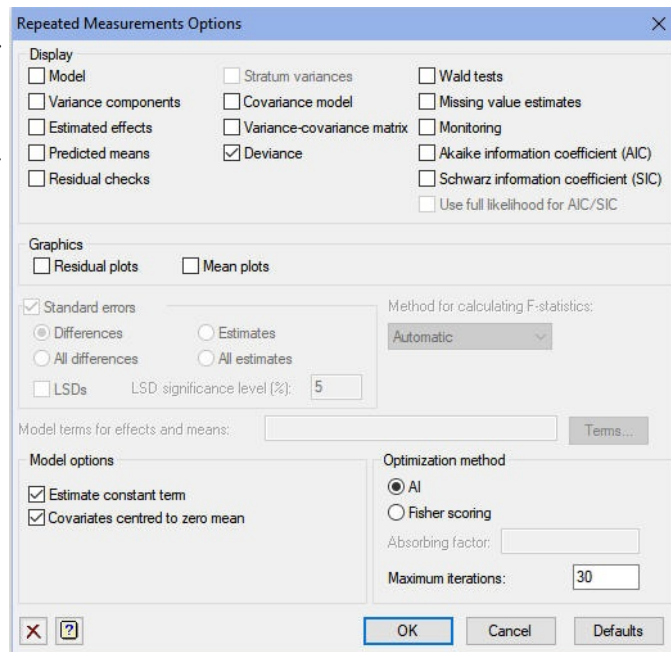 Repeated Measurements Options
Display
Model
Stratum variances
Wald tests
Variance components
Covariance model
Missing value estimates
Estimated effects
Variance-covariance matrix
Monitoring
Predicted means
Deviance
Akaike information coefficient (AIC)
Residual checks
Schwarz information coefficient (SIC)
Use full likelihood for AIC/SIC
Graphics
Residual plots
Mean plots
Standard errors
Method for calculating F-statistics:
Differences
Estimates
Automatic
All differences
All estimates
LSDs
LSD significance level (%):
5
Model terms for effects and means:
Terms...
Model options
Estimate constant term
Covariates centred to zero mean
Optimization method
AI
Fisher scoring
Absorbing factor:
Maximum iterations:
30
OK
Cancel
Defaults